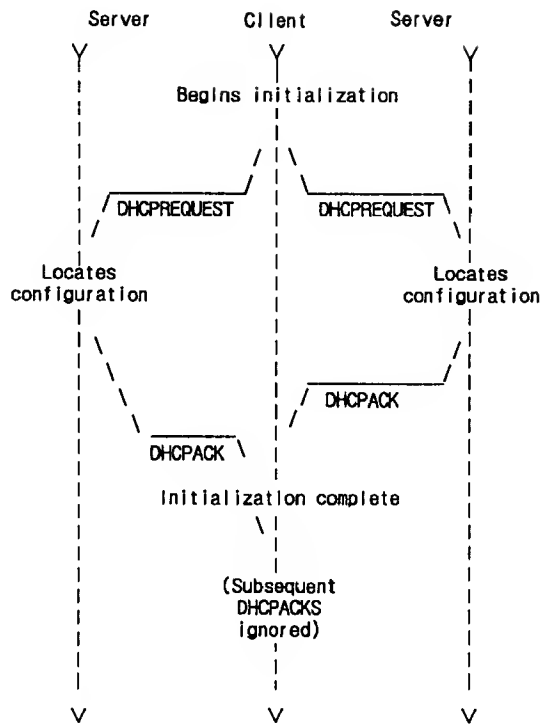 Server Client Server
Begins initialization
DHCPREQUEST DHCPREQUEST
Locates Locates
configuration configuration
DHCPACK
DHCPACK
Initialization complete
(Subsequent
DHCPACKS
ignored)